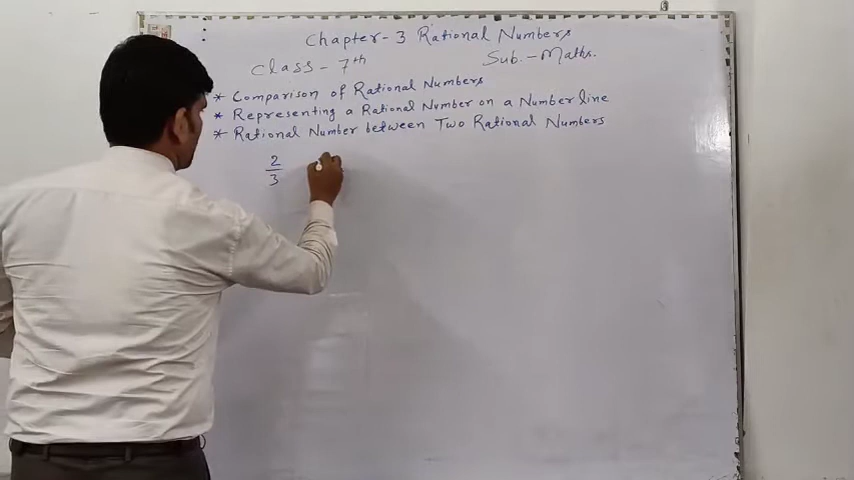 Chapter-3 Rational Numbers
Class - 7th Sub. - Maths.
* Comparison of Rational Numbers
* Representing a Rational Number on a Number line
* Rational Number between Two Rational Numbers
2/3